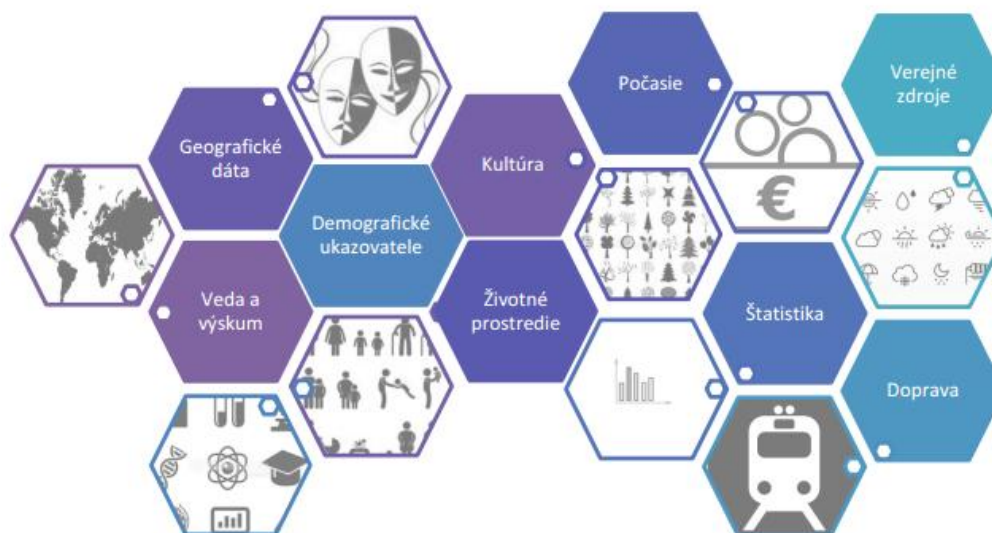 Geografické
dáta
Veda a
výskum
Demografické
ukazovatele
Kultúra
Životné
prostredie
Počasie
€
Štatistika
Verejné
zdroje
Doprava